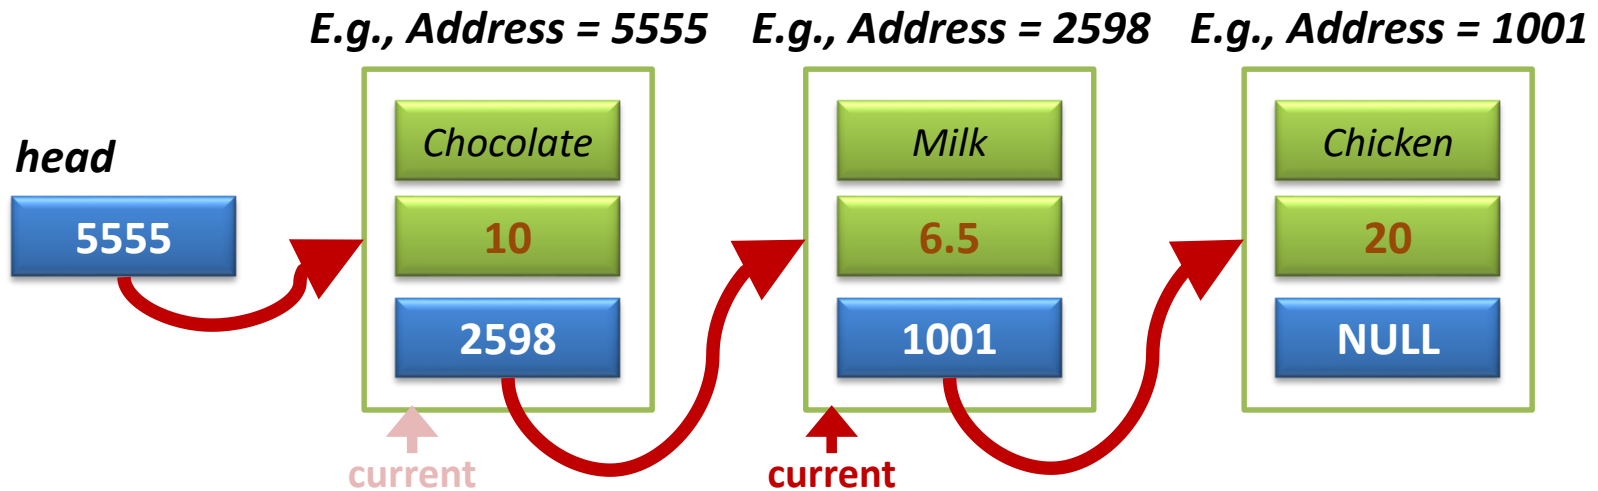 E.g., Address = 5555
E.g., Address = 2598
E.g., Address = 1001
head
5555
Chocolate
10
2598
current
Milk
6.5
1001
current
Chicken
20
NULL